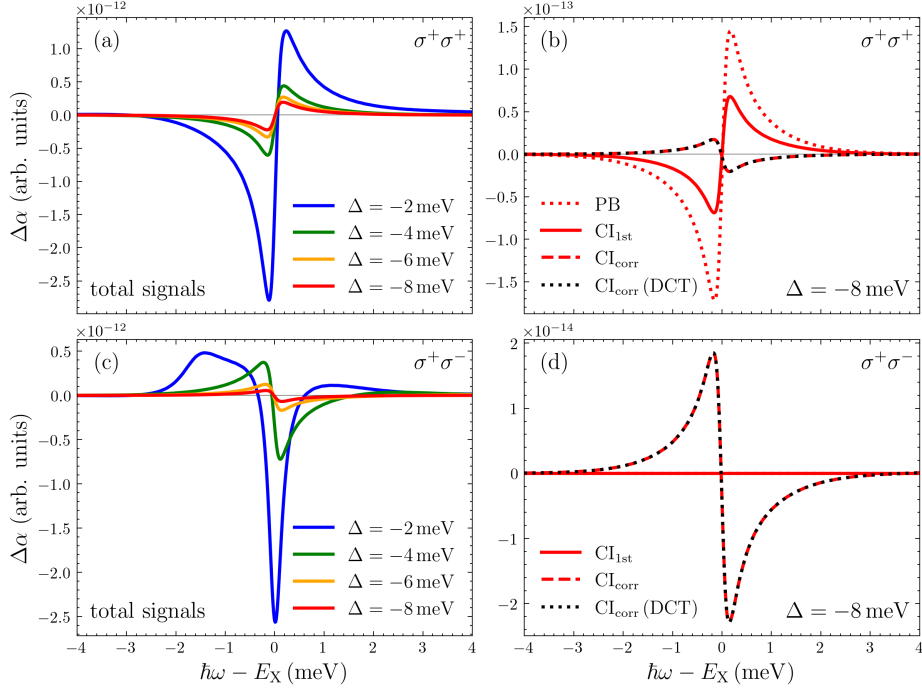 ×10⁻¹²
(a)
σ⁺σ⁺
1.0
0.5
0.0
−0.5
−1.0
−1.5
−2.0
−2.5
Δα (arb. units)
Δ = −2 meV
Δ = −4 meV
Δ = −6 meV
Δ = −8 meV
total signals
×10⁻¹³
(b)
σ⁺σ⁺
1.5
1.0
0.5
0.0
−0.5
−1.0
−1.5
PB
CI₁ₛₜ
CI_corr
CI_corr (DCT)
Δ = −8 meV
×10⁻¹²
(c)
σ⁺σ⁻
0.5
0.0
−0.5
−1.0
−1.5
−2.0
−2.5
Δα (arb. units)
Δ = −2 meV
Δ = −4 meV
Δ = −6 meV
Δ = −8 meV
total signals
−4 −3 −2 −1 0 1 2 3 4
ħω − E_X (meV)
×10⁻¹⁴
(d)
σ⁺σ⁻
2
1
0
−1
−2
CI₁ₛₜ
CI_corr
CI_corr (DCT)
Δ = −8 meV
−4 −3 −2 −1 0 1 2 3 4
ħω − E_X (meV)